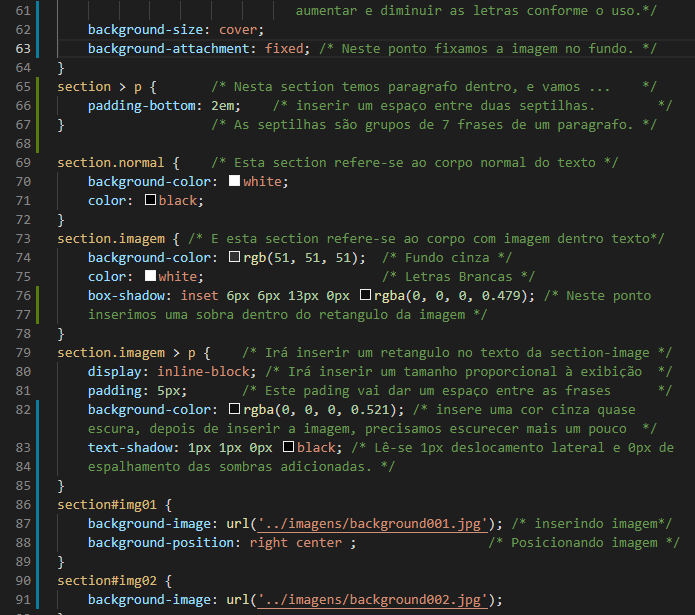 61 aumentar e diminuir as letras conforme o uso.*/
62 background-size: cover;
63 background-attachment: fixed; /* Neste ponto fixamos a imagem no fundo. */
64 }
65 section > p { /* Nesta section temos paragrafo dentro, e vamos ... */
66 padding-bottom: 2em; /* inserir um espaço entre duas septilhas. */
67 } /* As septilhas são grupos de 7 frases de um paragrafo. */
68
69 section.normal { /* Esta section refere-se ao corpo normal do texto */
70 background-color: white;
71 color: black;
72 }
73 section.imagem { /* E esta section refere-se ao corpo com imagem dentro texto*/
74 background-color: rgb(51, 51, 51); /* Fundo cinza */
75 color: white; /* Letras Brancas */
76 box-shadow: inset 6px 6px 13px 0px rgba(0, 0, 0, 0.479); /* Neste ponto
77 inserimos uma sobra dentro do retangulo da imagem */
78 }
79 section.imagem > p { /* Irá inserir um retangulo no texto da section-image */
80 display: inline-block; /* Irá inserir um tamanho proporcional à exibição */
81 padding: 5px; /* Este pading vai dar um espaço entre as frases */
82 background-color: rgba(0, 0, 0, 0.521); /* insere uma cor cinza quase
escura, depois de inserir a imagem, precisamos escurecer mais um pouco */
83 text-shadow: 1px 1px 0px black; /* Lê-se 1px deslocamento lateral e 0px de
84 espalhamento das sombras adicionadas. */
85 }
86 section#img01 {
87 background-image: url('../imagens/background001.jpg'); /* inserindo imagem*/
88 background-position: right center ; /* Posicionando imagem */
89 }
90 section#img02 {
91 background-image: url('../imagens/background002.jpg');